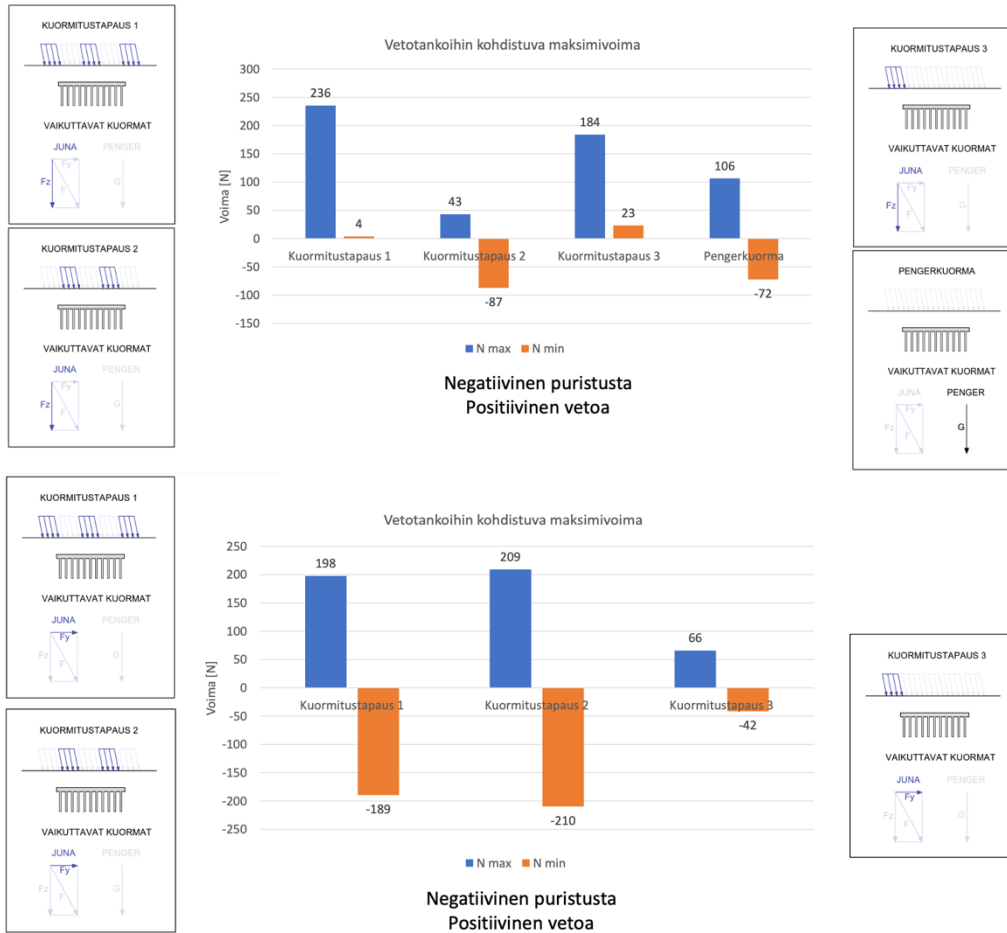 KUORMITUSTAPAUS 1
VAIKUTTAVAT KUORMAT
JUNA PENGER
Fy
Fz F G
KUORMITUSTAPAUS 2
VAIKUTTAVAT KUORMAT
JUNA PENGER
Fy
Fz F G
Vetotankoihin kohdistuva maksimivoima
Voima [N]
300
250
200
150
100
50
0
-50
-100
-150
236
4
43
-87
184
23
106
-72
Kuormitustapaus 1 Kuormitustapaus 2 Kuormitustapaus 3 Pengerkuorma
N max N min
Negatiivinen puristusta
Positiivinen vetoa
KUORMITUSTAPAUS 3
VAIKUTTAVAT KUORMAT
JUNA PENGER
Fy
Fz F G
PENGERKUORMA
VAIKUTTAVAT KUORMAT
JUNA PENGER
Fy
Fz F G
KUORMITUSTAPAUS 1
VAIKUTTAVAT KUORMAT
JUNA PENGER
Fy
Fz F G
KUORMITUSTAPAUS 2
VAIKUTTAVAT KUORMAT
JUNA PENGER
Fy
Fz F G
Vetotankoihin kohdistuva maksimivoima
Voima [N]
250
200
150
100
50
0
-50
-100
-150
-200
-250
198
-189
209
-210
66
-42
Kuormitustapaus 1 Kuormitustapaus 2 Kuormitustapaus 3
N max N min
Negatiivinen puristusta
Positiivinen vetoa
KUORMITUSTAPAUS 3
VAIKUTTAVAT KUORMAT
JUNA PENGER
Fy
Fz F G